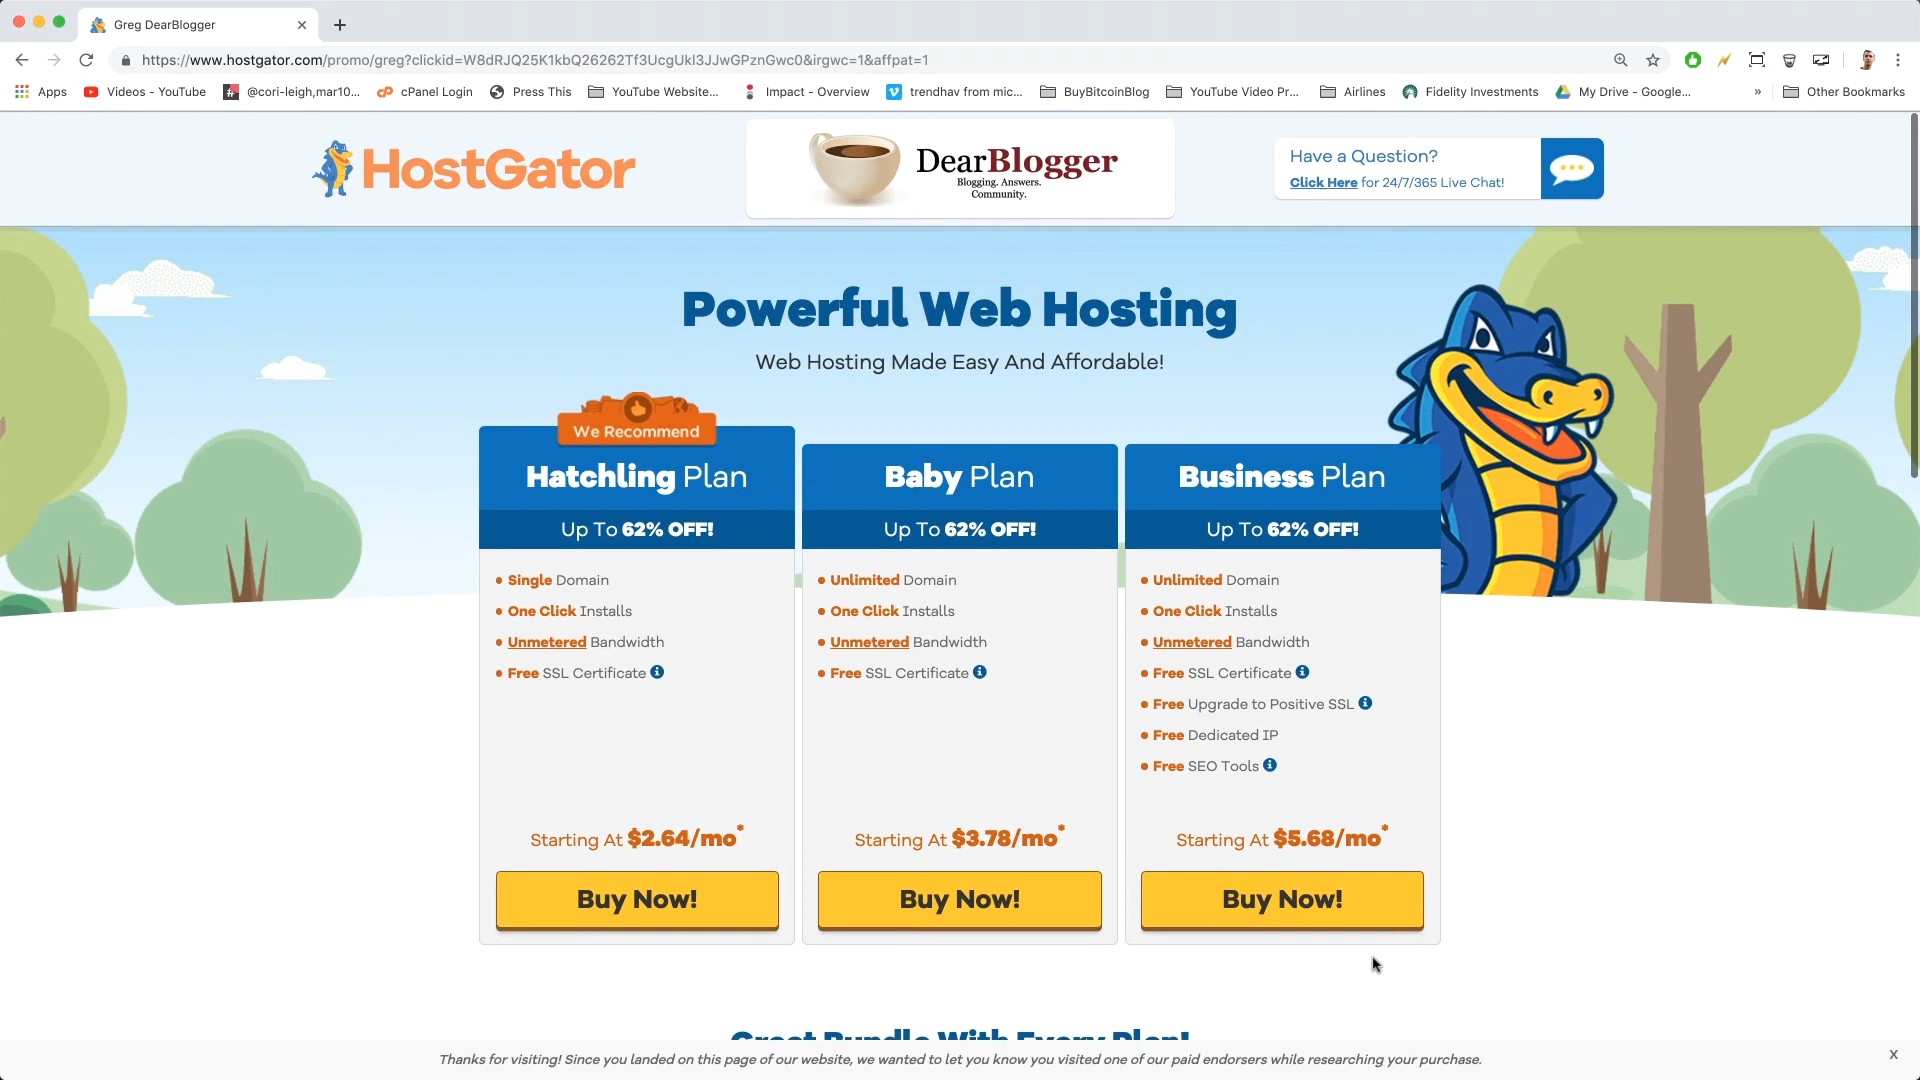 Greg DearBlogger
https://www.hostgator.com/promo/greg?clickid=W8dRJQ25K1kbQ26262Tf3UcgUkl3JJwGPznGwc0&irgwc=1&affpat=1
Apps
Videos - YouTube
@cori-leigh,mar10...
cPanel Login
Press This
YouTube Website...
Impact - Overview
trendhav from mic...
BuyBitcoinBlog
YouTube Video Pr...
Airlines
Fidelity Investments
My Drive - Google...
»
Other Bookmarks
HostGator
DearBlogger
Blogging. Answers.
Community.
Have a Question?
Click Here for 24/7/365 Live Chat!
Powerful Web Hosting
Web Hosting Made Easy And Affordable!
We Recommend
Hatchling Plan
Up To 62% OFF!
• Single Domain
• One Click Installs
• Unmetered Bandwidth
• Free SSL Certificate
Starting At $2.64/mo*
Buy Now!
Baby Plan
Up To 62% OFF!
• Unlimited Domain
• One Click Installs
• Unmetered Bandwidth
• Free SSL Certificate
Starting At $3.78/mo*
Buy Now!
Business Plan
Up To 62% OFF!
• Unlimited Domain
• One Click Installs
• Unmetered Bandwidth
• Free SSL Certificate
• Free Upgrade to Positive SSL
• Free Dedicated IP
• Free SEO Tools
Starting At $5.68/mo*
Buy Now!
Great Bundle With Every Plan!
Thanks for visiting! Since you landed on this page of our website, we wanted to let you know you visited one of our paid endorsers while researching your purchase.
x